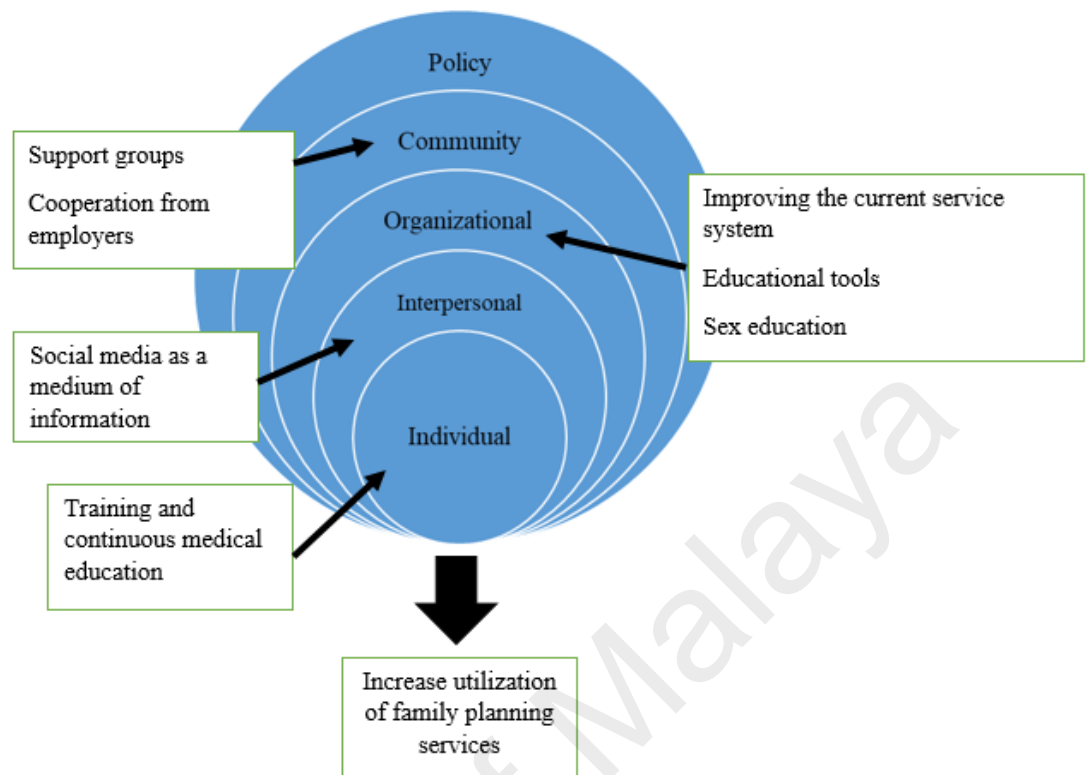 Policy
Community
Support groups
Cooperation from
employers
Organizational
Improving the current service
system
Educational tools
Sex education
Interpersonal
Social media as a
medium of
information
Individual
Training and
continuous medical
education
Increase utilization
of family planning
services
of Malaya